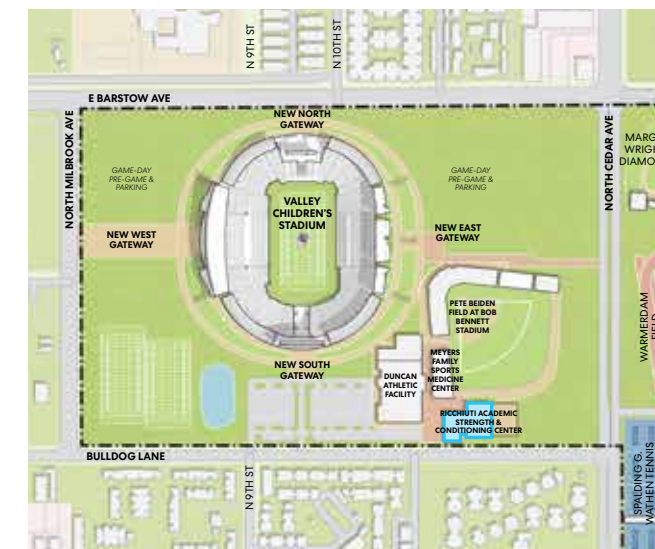 N 9TH ST
N 10TH ST
E BARSTOW AVE
NORTH MILBROOK AVE
NORTH CEDAR AVE
NEW NORTH
GATEWAY
MARG
WRIGH
DIAMO
GAME-DAY
PRE-GAME &
PARKING
GAME-DAY
PRE-GAME &
PARKING
VALLEY
CHILDREN'S
STADIUM
NEW WEST
GATEWAY
NEW EAST
GATEWAY
PETE BEIDEN
FIELD AT BOB
BENNETT
STADIUM
WARMERDAM
FIEL
NEW SOUTH
GATEWAY
DUNCAN
ATHLETIC
FACILITY
MEYERS
FAMILY
SPORTS
MEDICINE
CENTER
RICCHIUTI ACADEMIC
STRENGTH &
CONDITIONING CENTER
BULLDOG LANE
N 9TH ST
SPALDING G.
WATHEN TENNIS